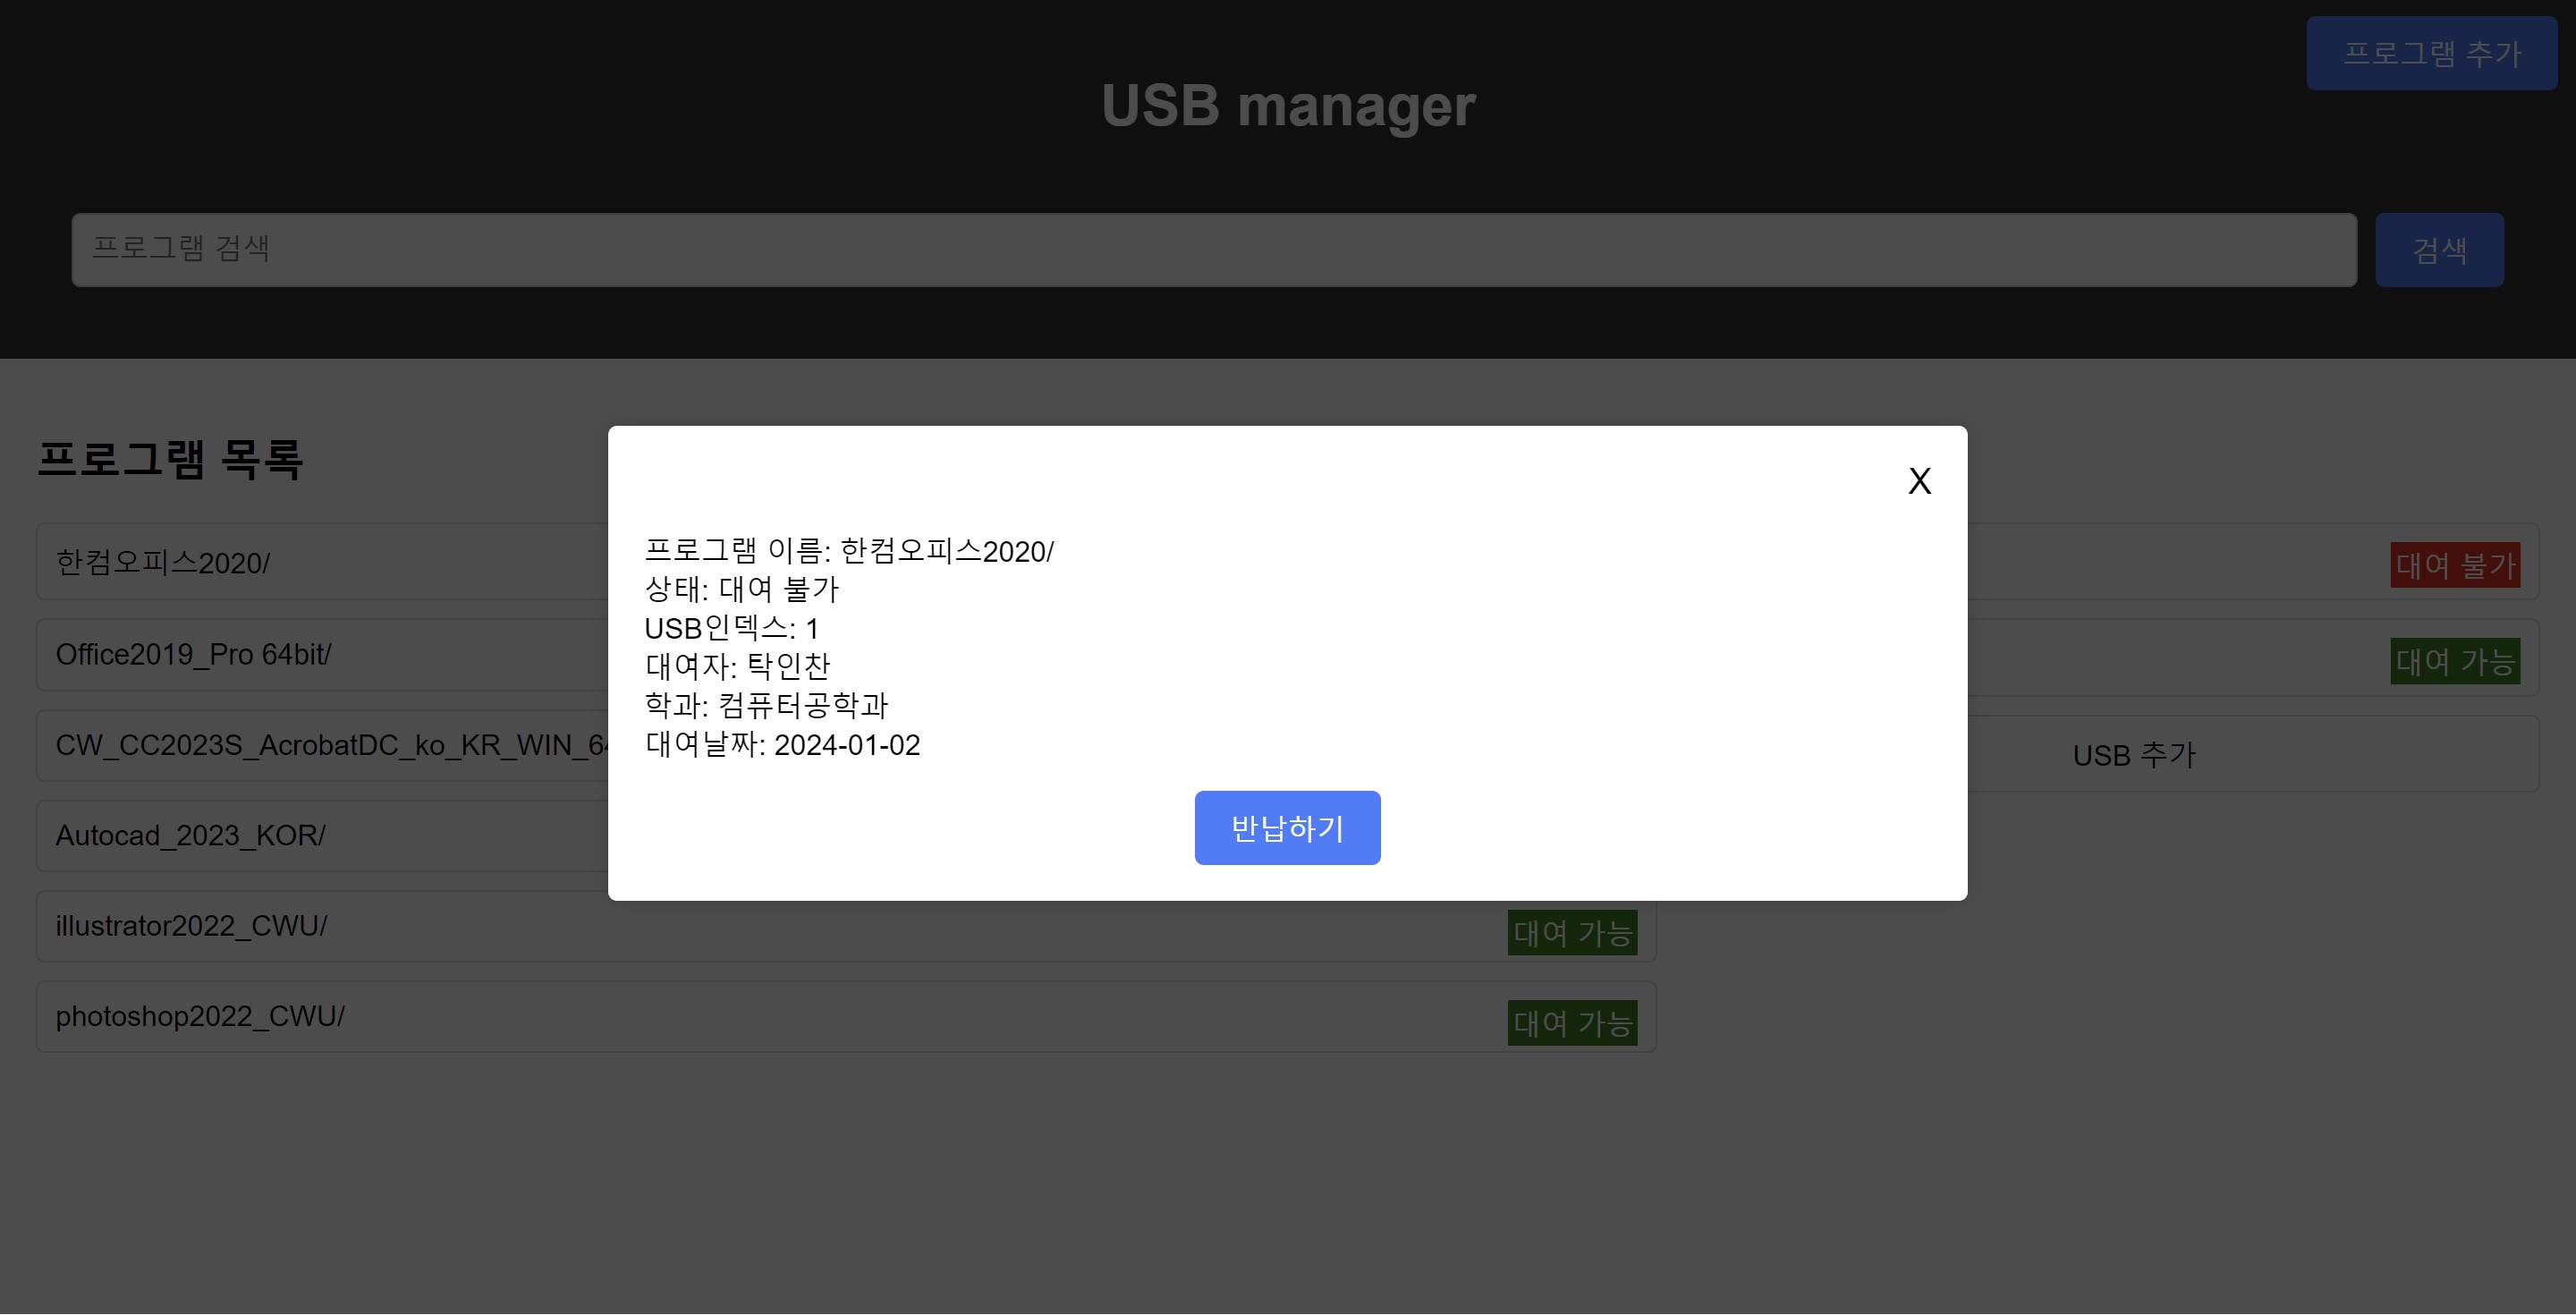 프로그램 추가
USB manager
프로그램 검색
검색
프로그램 목록
X
프로그램 이름: 한컴오피스2020/
상태: 대여 불가
USB인덱스: 1
대여자: 탁인찬
학과: 컴퓨터공학과
대여날짜: 2024-01-02
반납하기
한컴오피스2020/
Office2019_Pro 64bit/
CW_CC2023S_AcrobatDC_ko_KR_WIN_64
Autocad_2023_KOR/
illustrator2022_CWU/ 대여 가능
photoshop2022_CWU/ 대여 가능
대여 불가
대여 가능
USB 추가